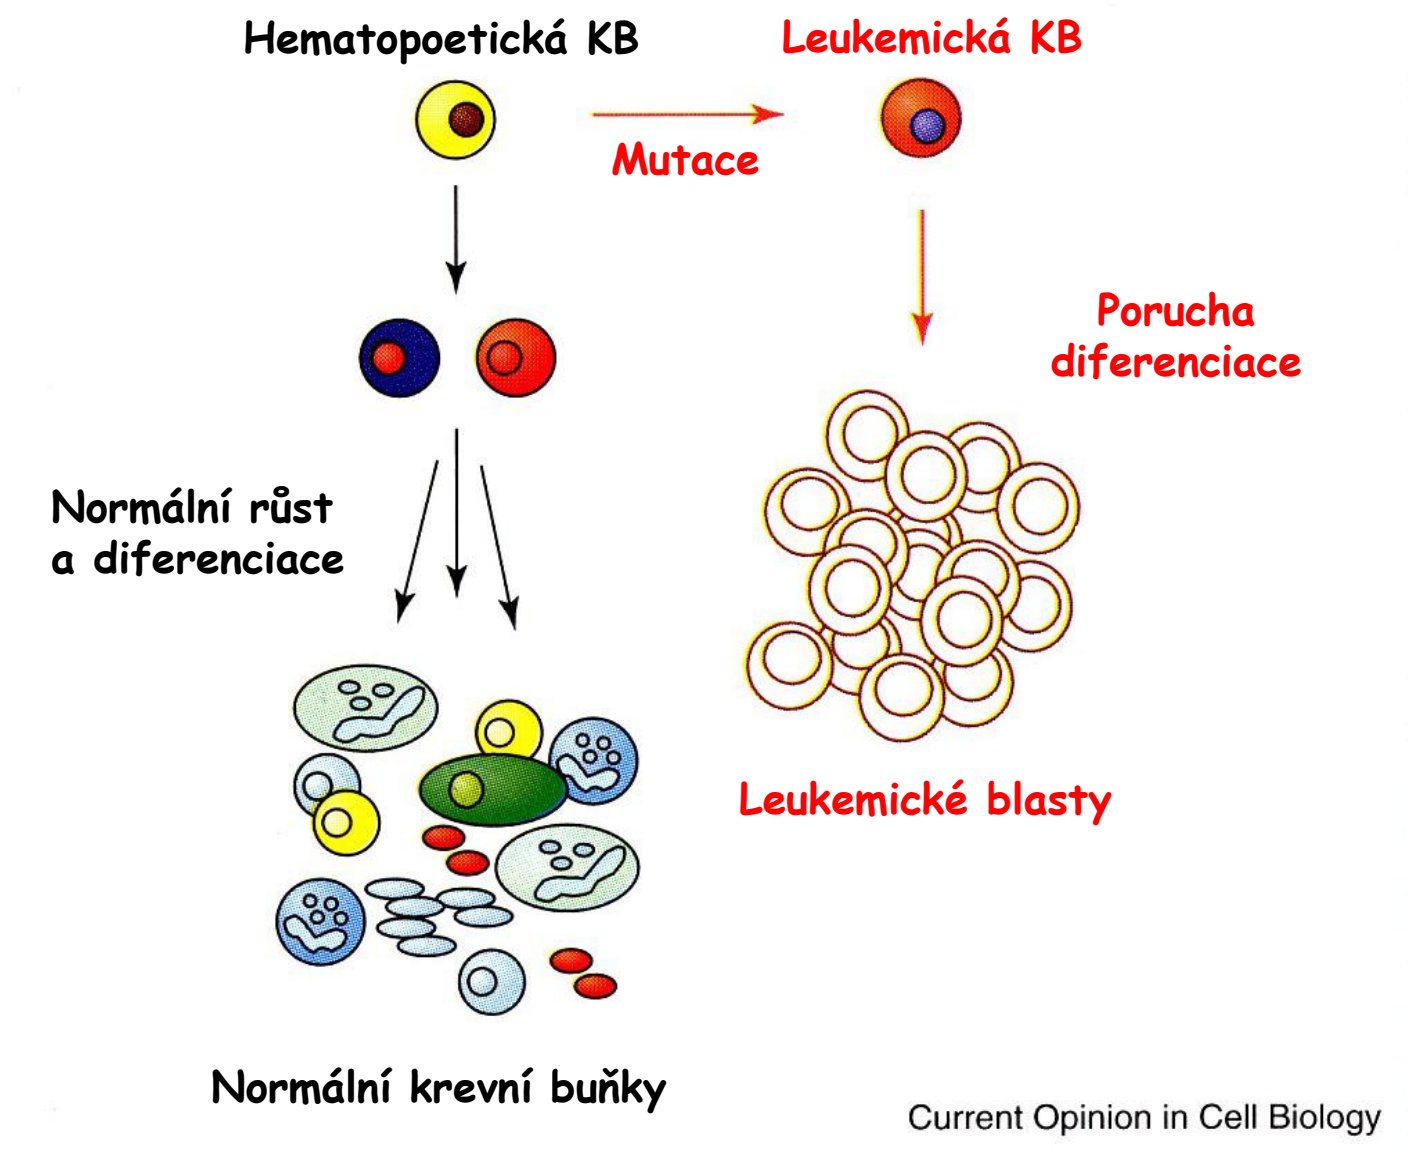 Hematopoetická KB
Leukemická KB
Mutace
Porucha
diferenciace
Normální růst
a diferenciace
Leukemické blasty
Normální krevní buňky
Current Opinion in Cell Biology